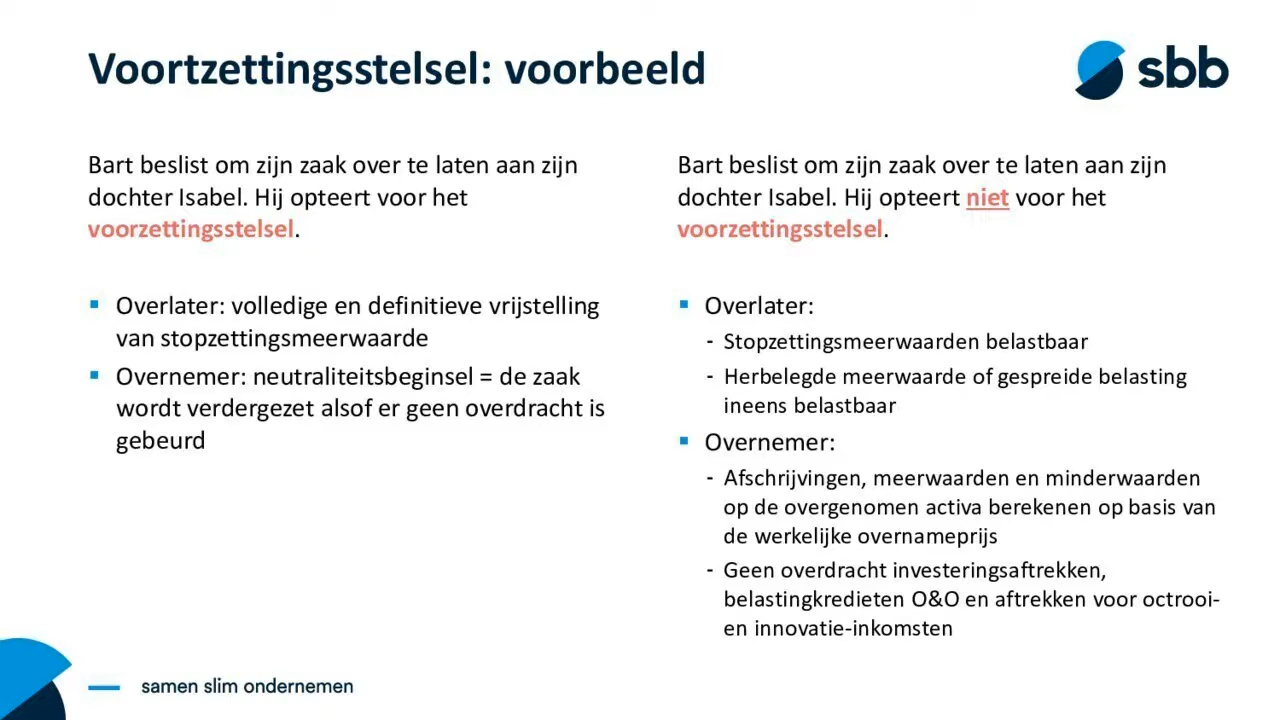 Voortzettingsstelsel: voorbeeld
sbb
Bart beslist om zijn zaak over te laten aan zijn
dochter Isabel. Hij opteert voor het
voorzettingsstelsel.
Overlater: volledige en definitieve vrijstelling
van stopzettingsmeerwaarde
Overnemer: neutraliteitsbeginsel = de zaak
wordt verdergezet alsof er geen overdracht is
gebeurd
Bart beslist om zijn zaak over te laten aan zijn
dochter Isabel. Hij opteert niet voor het
voorzettingsstelsel.
Overlater:
- Stopzettingsmeerwaarden belastbaar
- Herbelegde meerwaarde of gespreide belasting
ineens belastbaar
Overnemer:
- Afschrijvingen, meerwaarden en minderwaarden
op de overgenomen activa berekenen op basis van
de werkelijke overnameprijs
- Geen overdracht investeringsaftrekken,
belastingkredieten O&O en aftrekken voor octrooi-
en innovatie-inkomsten
samen slim ondernemen